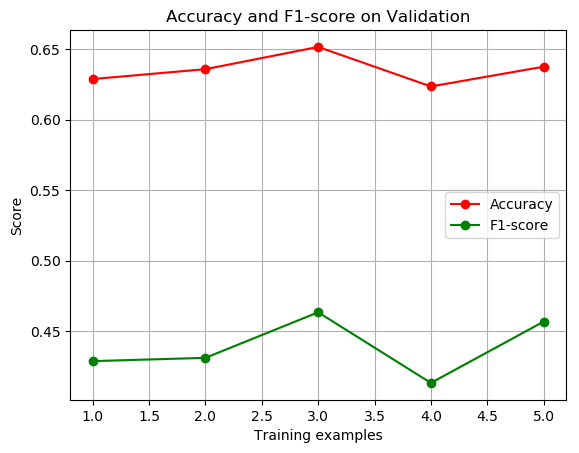 Accuracy and F1-score on Validation
0.65
0.60
0.55
0.50
0.45
Score
Accuracy
F1-score
1.0 1.5 2.0 2.5 3.0 3.5 4.0 4.5 5.0
Training examples